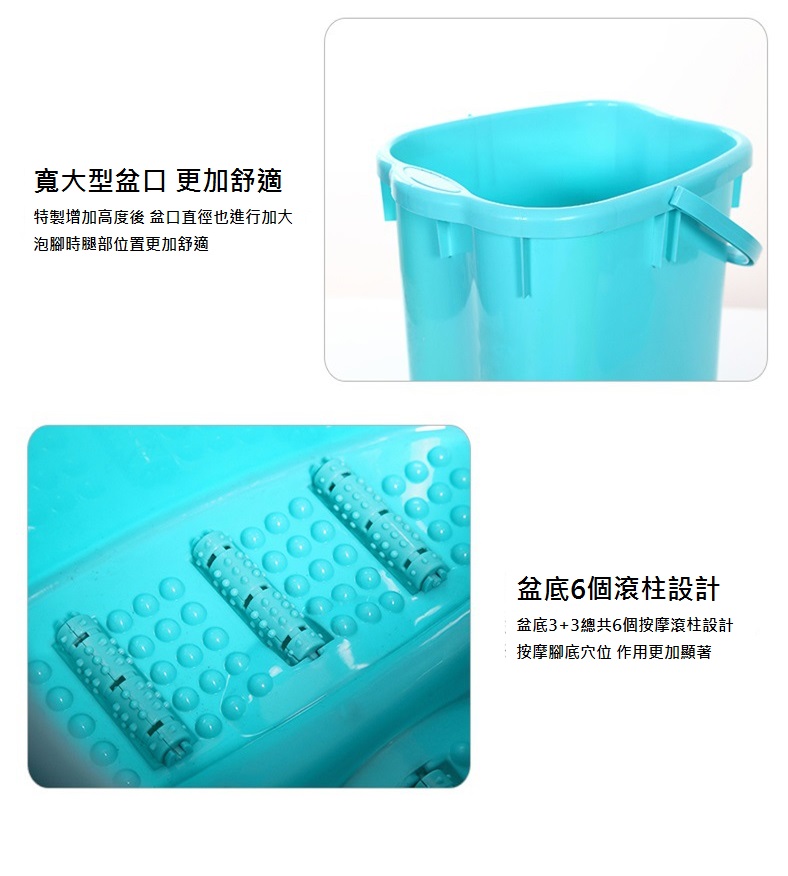 寬大型盆口 更加舒適
特製增加高度後 盆口直徑也進行加大
泡腳時腿部位置更加舒適
盆底6個滾柱設計
盆底3+3總共6個按摩滾柱設計
按摩腳底穴位 作用更加顯著